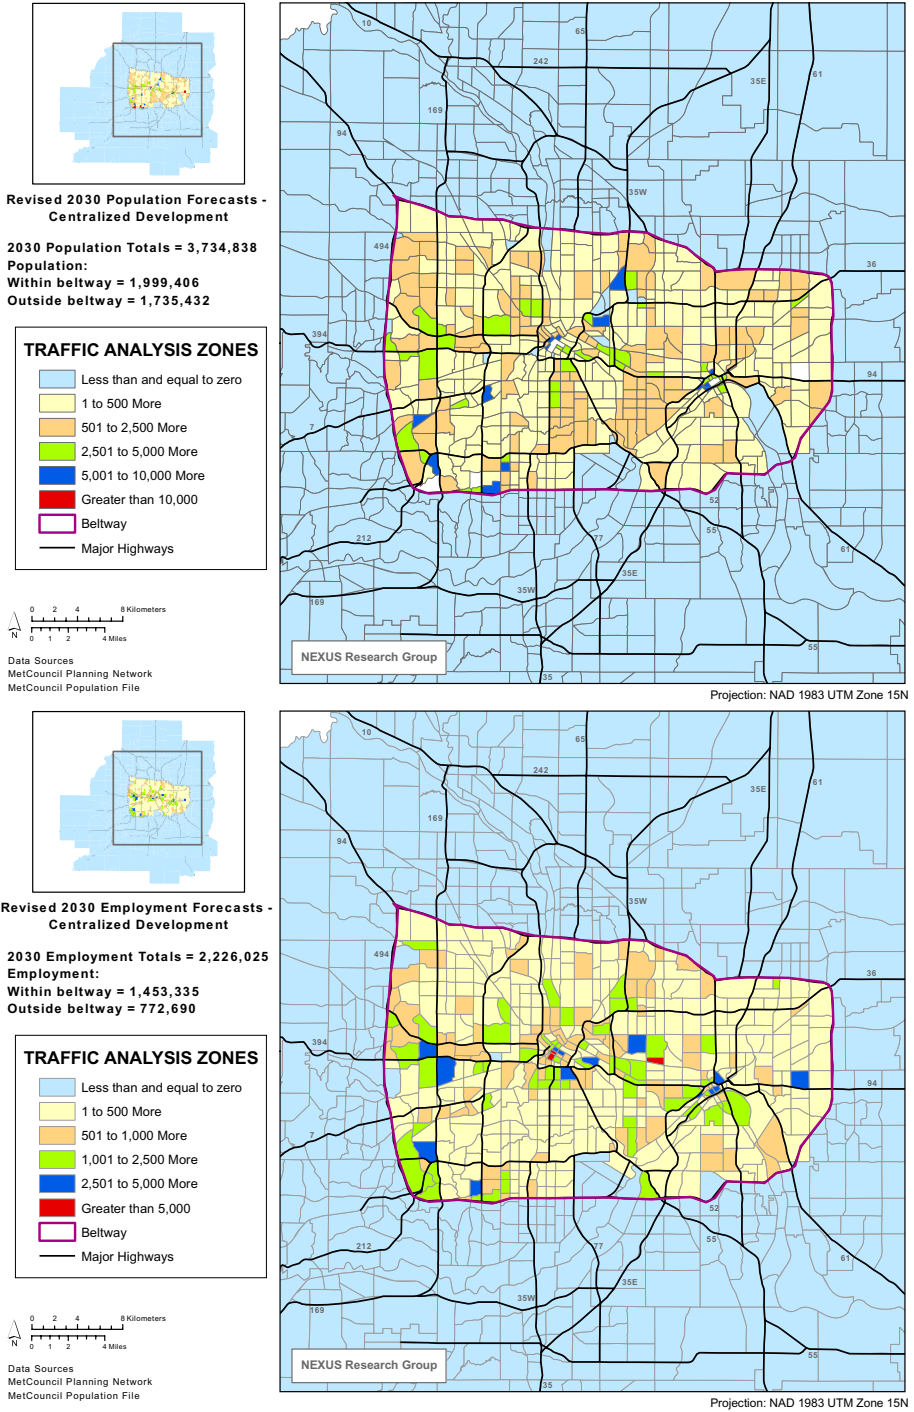 Revised 2030 Population Forecasts -
Centralized Development
2030 Population Totals = 3,734,838
Population:
Within beltway = 1,999,406
Outside beltway = 1,735,432
TRAFFIC ANALYSIS ZONES
Less than and equal to zero
1 to 500 More
501 to 2,500 More
2,501 to 5,000 More
5,001 to 10,000 More
Greater than 10,000
Beltway
Major Highways
N
0 2 4 8 Kilometers
0 1 2 4 Miles
Data Sources
MetCouncil Planning Network
MetCouncil Population File
10
65
242
35E
61
169
94
35W
494
36
394
94
7
212
52
55
77
61
35E
35W
169
55
35
NEXUS Research Group
Projection: NAD 1983 UTM Zone 15N
Revised 2030 Employment Forecasts -
Centralized Development
2030 Employment Totals = 2,226,025
Employment:
Within beltway = 1,453,335
Outside beltway = 772,690
TRAFFIC ANALYSIS ZONES
Less than and equal to zero
1 to 500 More
501 to 1,000 More
1,001 to 2,500 More
2,501 to 5,000 More
Greater than 5,000
Beltway
Major Highways
N
0 2 4 8 Kilometers
0 1 2 4 Miles
Data Sources
MetCouncil Planning Network
MetCouncil Population File
10
65
242
35E
61
169
94
35W
494
36
394
94
7
212
52
55
77
61
35E
35W
169
55
35
NEXUS Research Group
Projection: NAD 1983 UTM Zone 15N